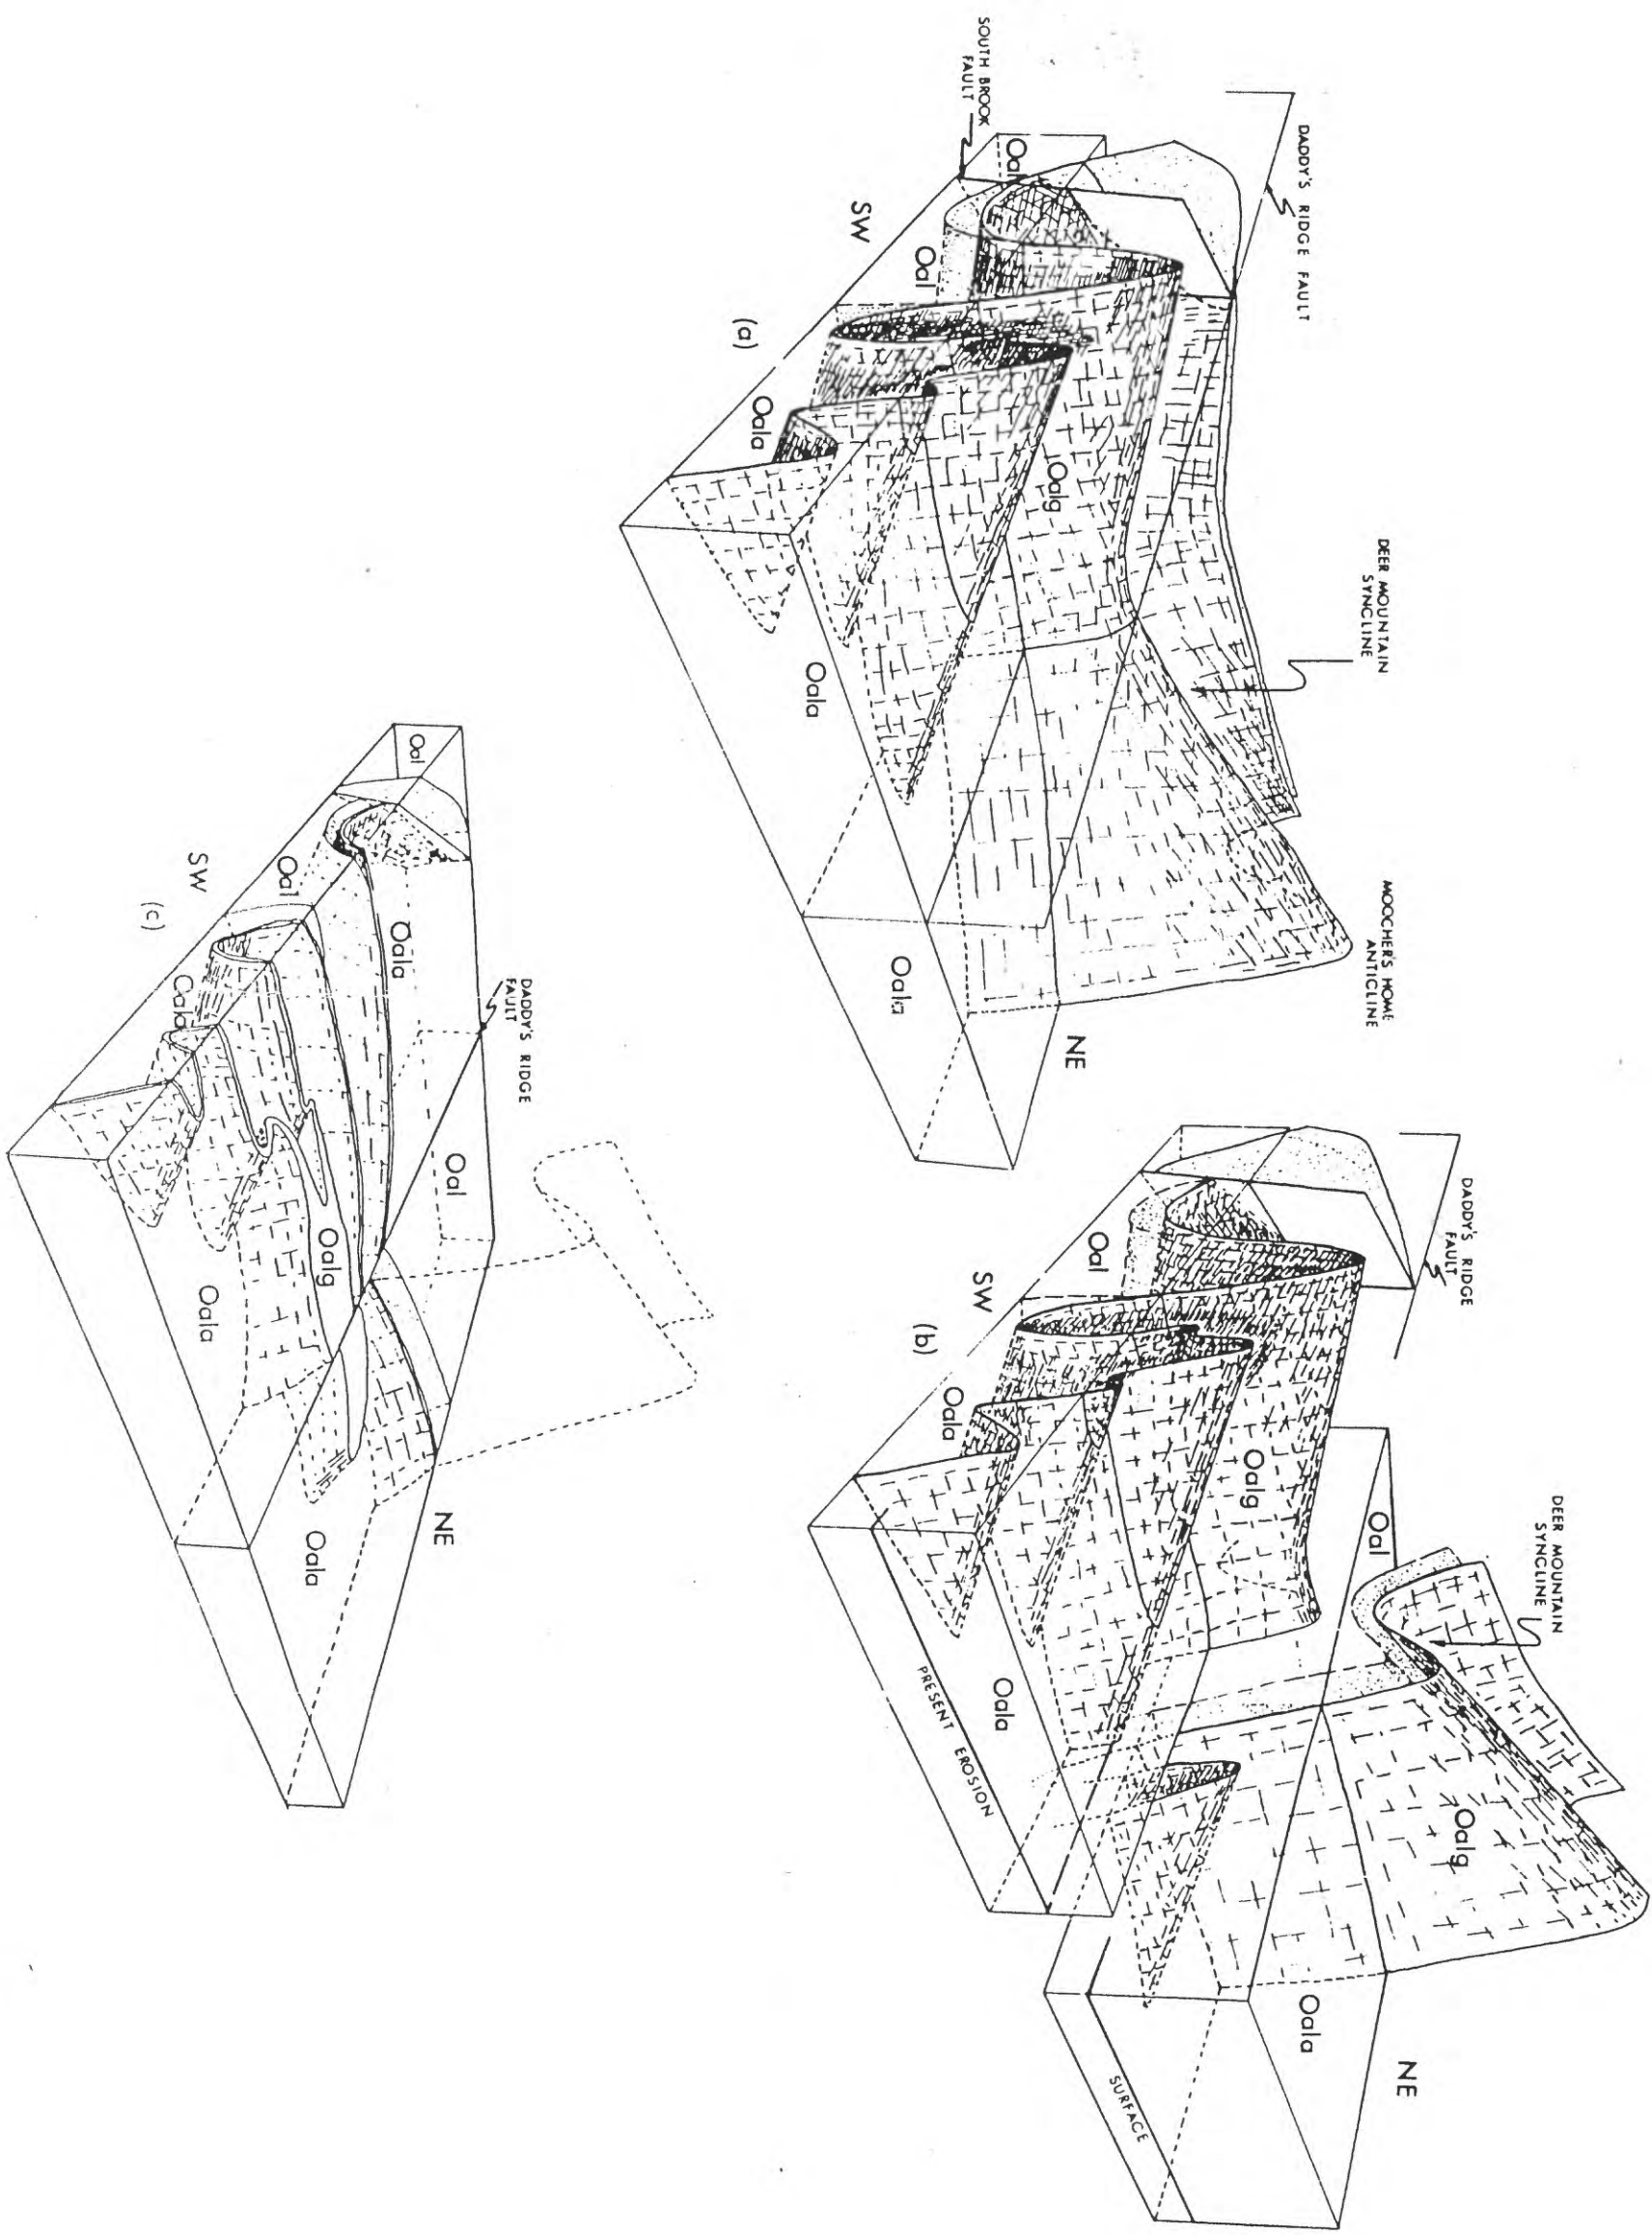 SOUTH BROOK
FAULT
DADDY'S RIDGE FAULT
DEER MOUNTAIN
SYNCLINE
MOOCHER'S HOME
ANTICLINE
Oal
SW
Oal
(a)
Oala
Oalg
Oala
Oala
NE
DADDY'S RIDGE
FAULT
DEER MOUNTAIN
SYNCLINE
Oal
SW
(b)
Oala
Oalg
Oal
Oala
PRESENT EROSION
Oalg
Oala
NE
SURFACE
Oal
SW
Oal
(c)
Oala
Oala
DADDY'S RIDGE
FAULT
Oal
Oalg
Oala
Oala
NE